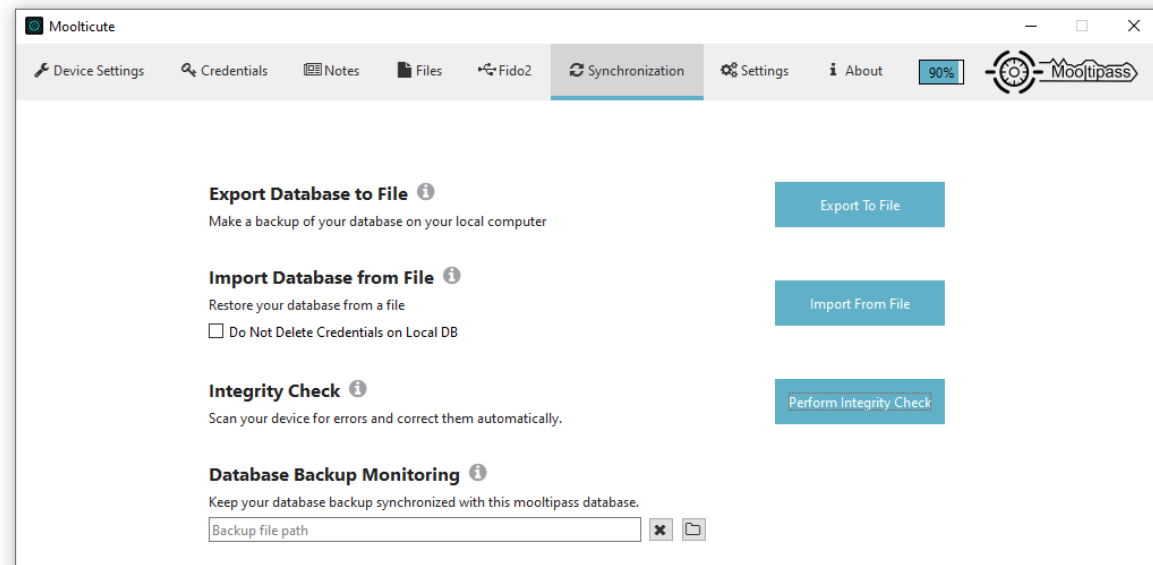 Moolticute
Device Settings
Credentials
Notes
Files
Fido2
Synchronization
Settings
About
90%
Mooltipass
Export Database to File
Make a backup of your database on your local computer
Export To File
Import Database from File
Restore your database from a file
Do Not Delete Credentials on Local DB
Import From File
Integrity Check
Scan your device for errors and correct them automatically.
Perform Integrity Check
Database Backup Monitoring
Keep your database backup synchronized with this mooltipass database.
Backup file path